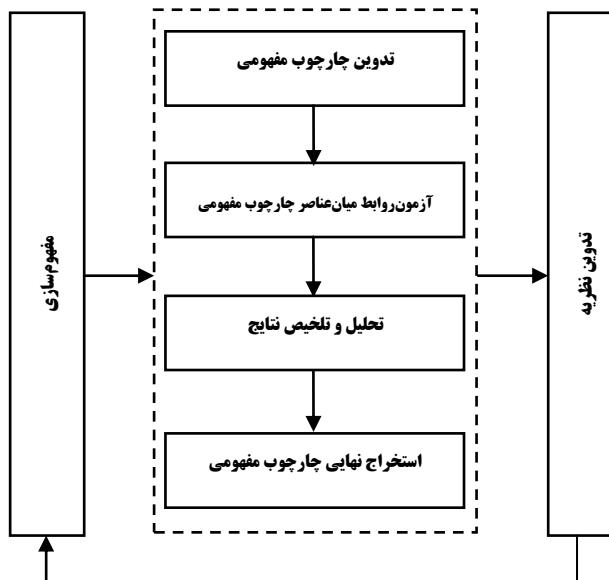 مفهوم‌سازی
تدوین چارچوب مفهومی
آزمون‌روابط میان‌عناصر چارچوب مفهومی
تحلیل و تلخیص نتایج
استخراج نهایی چارچوب مفهومی
تدوین نظریه